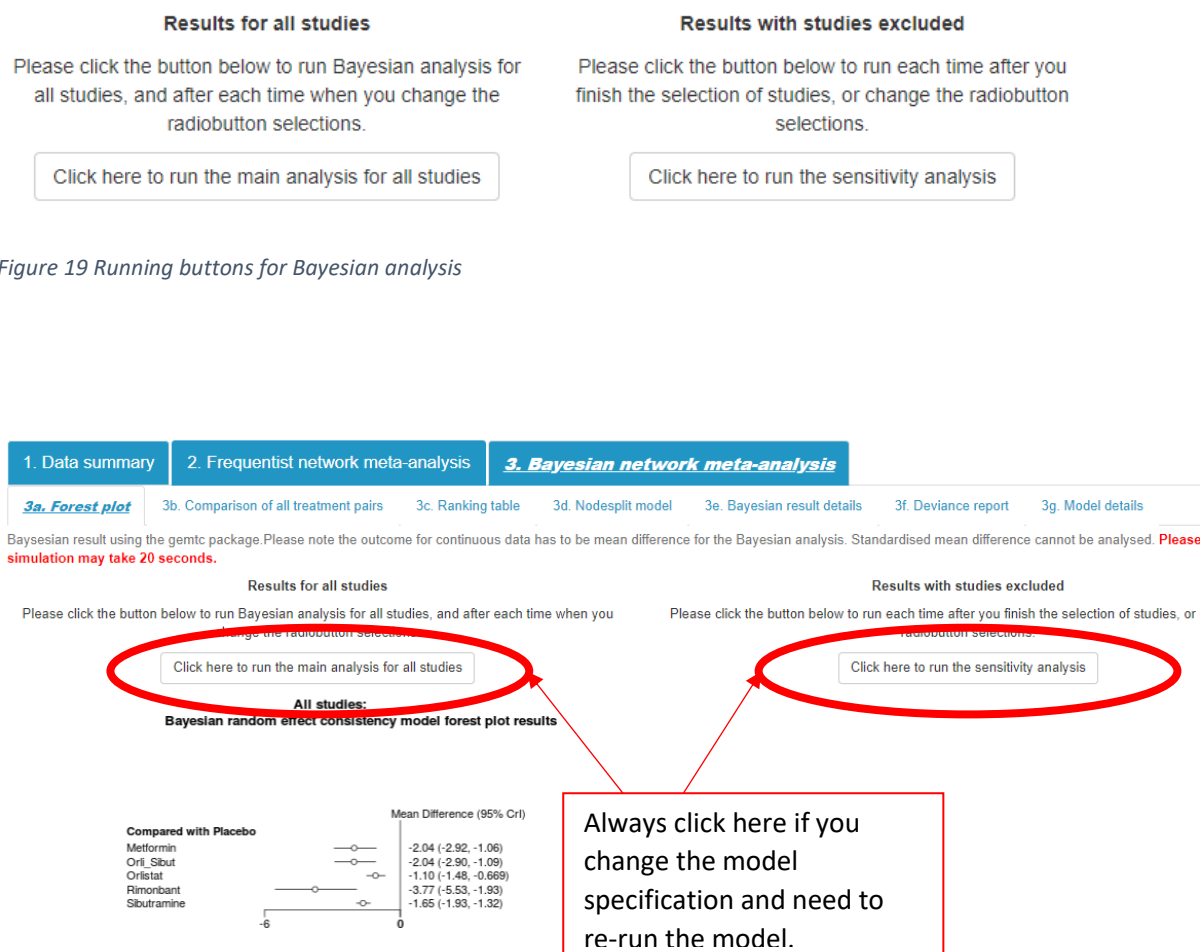 Results for all studies
Please click the button below to run Bayesian analysis for
all studies, and after each time when you change the
radiobutton selections.
Click here to run the main analysis for all studies
Results with studies excluded
Please click the button below to run each time after you
finish the selection of studies, or change the radiobutton
selections.
Click here to run the sensitivity analysis
Figure 19 Running buttons for Bayesian analysis
1. Data summary 2. Frequentist network meta-analysis 3. Bayesian network meta-analysis
3a. Forest plot 3b. Comparison of all treatment pairs 3c. Ranking table 3d. Nodesplit model 3e. Bayesian result details 3f. Deviance report 3g. Model details
Baysesian result using the gemtc package.Please note the outcome for continuous data has to be mean difference for the Bayesian analysis. Standardised mean difference cannot be analysed. Please
simulation may take 20 seconds.
Results for all studies
Please click the button below to run Bayesian analysis for all studies, and after each time when you
change the radiobutton selections.
Click here to run the main analysis for all studies
Results with studies excluded
Please click the button below to run each time after you finish the selection of studies, or
radiobutton selections.
Click here to run the sensitivity analysis
All studies:
Bayesian random effect consistency model forest plot results
Mean Difference (95% CrI)
Compared with Placebo
Metformin -2.04 (-2.92, -1.06)
Orli_Sibut -2.04 (-2.90, -1.09)
Orlistat -1.10 (-1.48, -0.669)
Rimonbant -3.77 (-5.53, -1.93)
Sibutramine -1.65 (-1.93, -1.32)
-6 0
Always click here if you
change the model
specification and need to
re-run the model.